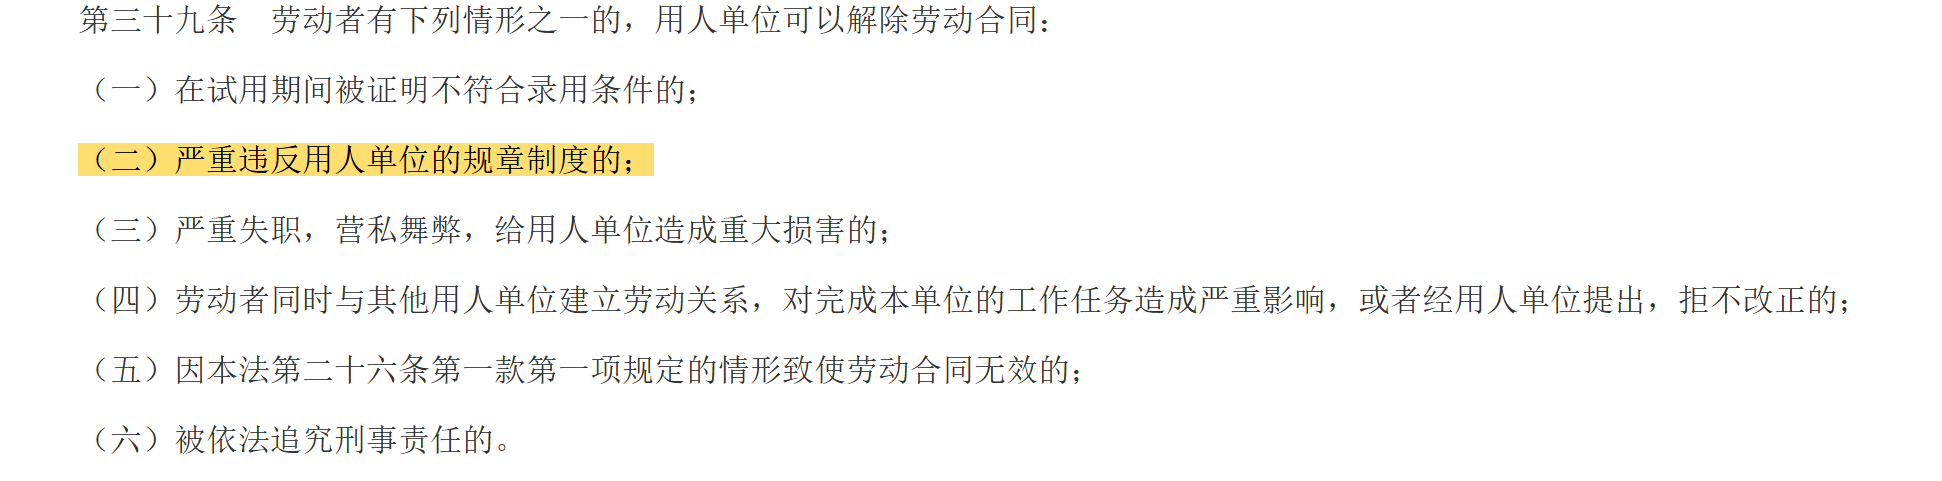 第三十九条　劳动者有下列情形之一的，用人单位可以解除劳动合同：
（一）在试用期间被证明不符合录用条件的；
（二）严重违反用人单位的规章制度的；
（三）严重失职，营私舞弊，给用人单位造成重大损害的；
（四）劳动者同时与其他用人单位建立劳动关系，对完成本单位的工作任务造成严重影响，或者经用人单位提出，拒不改正的；
（五）因本法第二十六条第一款第一项规定的情形致使劳动合同无效的；
（六）被依法追究刑事责任的。